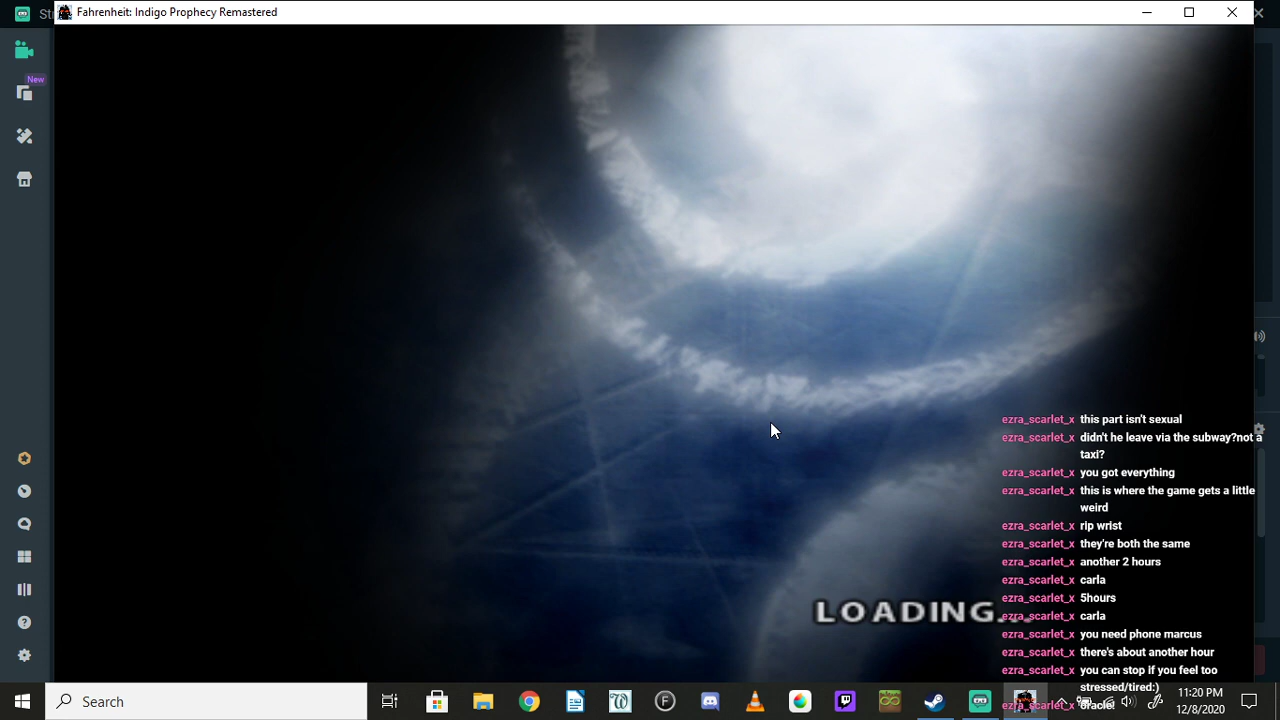 Fahrenheit: Indigo Prophecy Remastered
New
ezra_scarlet_x this part isn't sexual
ezra_scarlet_x didn't he leave via the subway?not a
taxi?
ezra_scarlet_x you got everything
ezra_scarlet_x this is where the game gets a little
weird
ezra_scarlet_x rip wrist
ezra_scarlet_x they're both the same
ezra_scarlet_x another 2 hours
ezra_scarlet_x carla
ezra_scarlet_x 5hours
LOADING...
ezra_scarlet_x carla
ezra_scarlet_x you need phone marcus
ezra_scarlet_x there's about another hour
ezra_scarlet_x you can stop if you feel too
stressed/tired:)
ezra_scarlet_x oracle!
Search
11:20 PM
12/8/2020